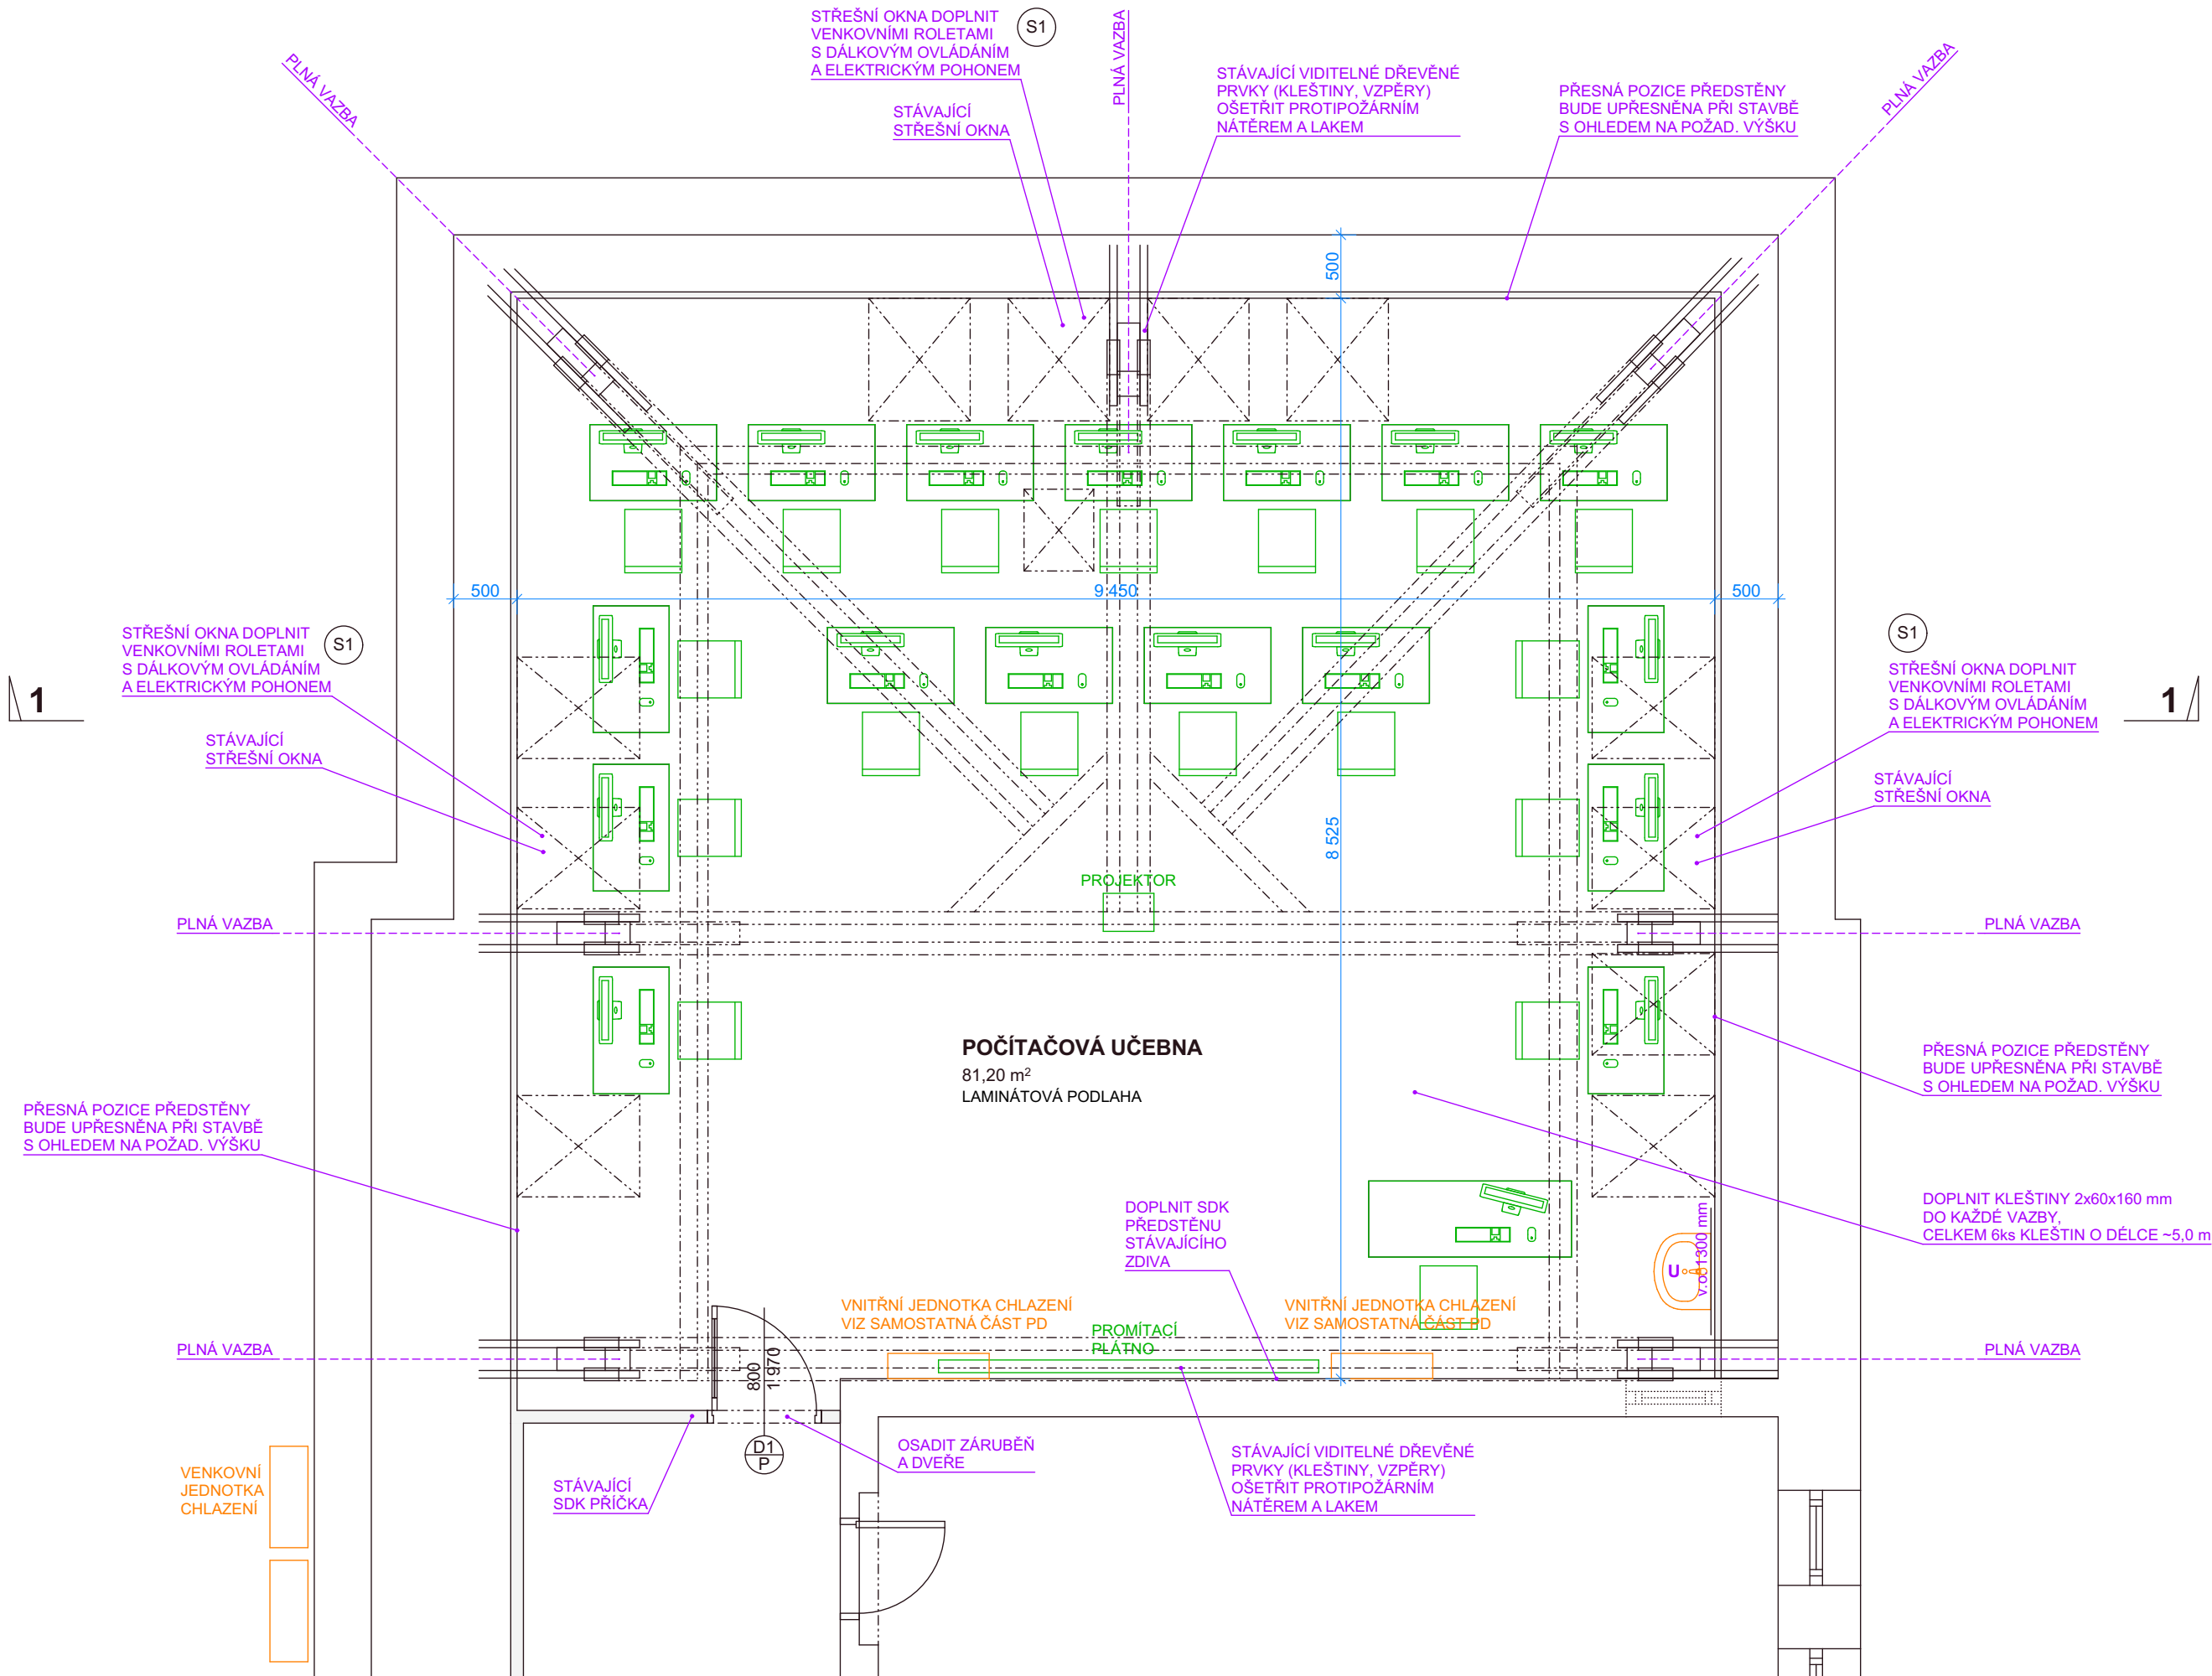 STŘEŠNÍ OKNA DOPLNIT
VENKOVNÍMI ROLETAMI
S DÁLKOVÝM OVLÁDÁNÍM
A ELEKTRICKÝM POHONEM
S1
PLNÁ VAZBA
PLNÁ VAZBA
PLNÁ VAZBA
STÁVAJÍCÍ
STŘEŠNÍ OKNA
STÁVAJÍCÍ VIDITELNÉ DŘEVĚNÉ
PRVKY (KLEŠTINY, VZPĚRY)
OŠETŘIT PROTIPOŽÁRNÍM
NÁTĚREM A LAKEM
PŘESNÁ POZICE PŘEDSTĚNY
BUDE UPŘESNĚNA PŘI STAVBĚ
S OHLEDEM NA POŽAD. VÝŠKU
500
500
9 450
500
STŘEŠNÍ OKNA DOPLNIT
VENKOVNÍMI ROLETAMI
S DÁLKOVÝM OVLÁDÁNÍM
A ELEKTRICKÝM POHONEM
S1
1
STÁVAJÍCÍ
STŘEŠNÍ OKNA
S1
STŘEŠNÍ OKNA DOPLNIT
VENKOVNÍMI ROLETAMI
S DÁLKOVÝM OVLÁDÁNÍM
A ELEKTRICKÝM POHONEM
1
STÁVAJÍCÍ
STŘEŠNÍ OKNA
8 525
PROJEKTOR
PLNÁ VAZBA
PLNÁ VAZBA
POČÍTAČOVÁ UČEBNA
81,20 m²
LAMINÁTOVÁ PODLAHA
PŘESNÁ POZICE PŘEDSTĚNY
BUDE UPŘESNĚNA PŘI STAVBĚ
S OHLEDEM NA POŽAD. VÝŠKU
PŘESNÁ POZICE PŘEDSTĚNY
BUDE UPŘESNĚNA PŘI STAVBĚ
S OHLEDEM NA POŽAD. VÝŠKU
DOPLNIT SDK
PŘEDSTĚNU
STÁVAJÍCÍHO
ZDIVA
DOPLNIT KLEŠTINY 2x60x160 mm
DO KAŽDÉ VAZBY,
CELKEM 6ks KLEŠTIN O DÉLCE ~5,0 m
U
v.o.1300 mm
VNITŘNÍ JEDNOTKA CHLAZENÍ
VIZ SAMOSTATNÁ ČÁST PD
VNITŘNÍ JEDNOTKA CHLAZENÍ
VIZ SAMOSTATNÁ ČÁST PD
PROMÍTACÍ
PLÁTNO
PLNÁ VAZBA
PLNÁ VAZBA
800
1 970
D1
P
OSADIT ZÁRUBĚŇ
A DVEŘE
STÁVAJÍCÍ
SDK PŘÍČKA
STÁVAJÍCÍ VIDITELNÉ DŘEVĚNÉ
PRVKY (KLEŠTINY, VZPĚRY)
OŠETŘIT PROTIPOŽÁRNÍM
NÁTĚREM A LAKEM
VENKOVNÍ
JEDNOTKA
CHLAZENÍ